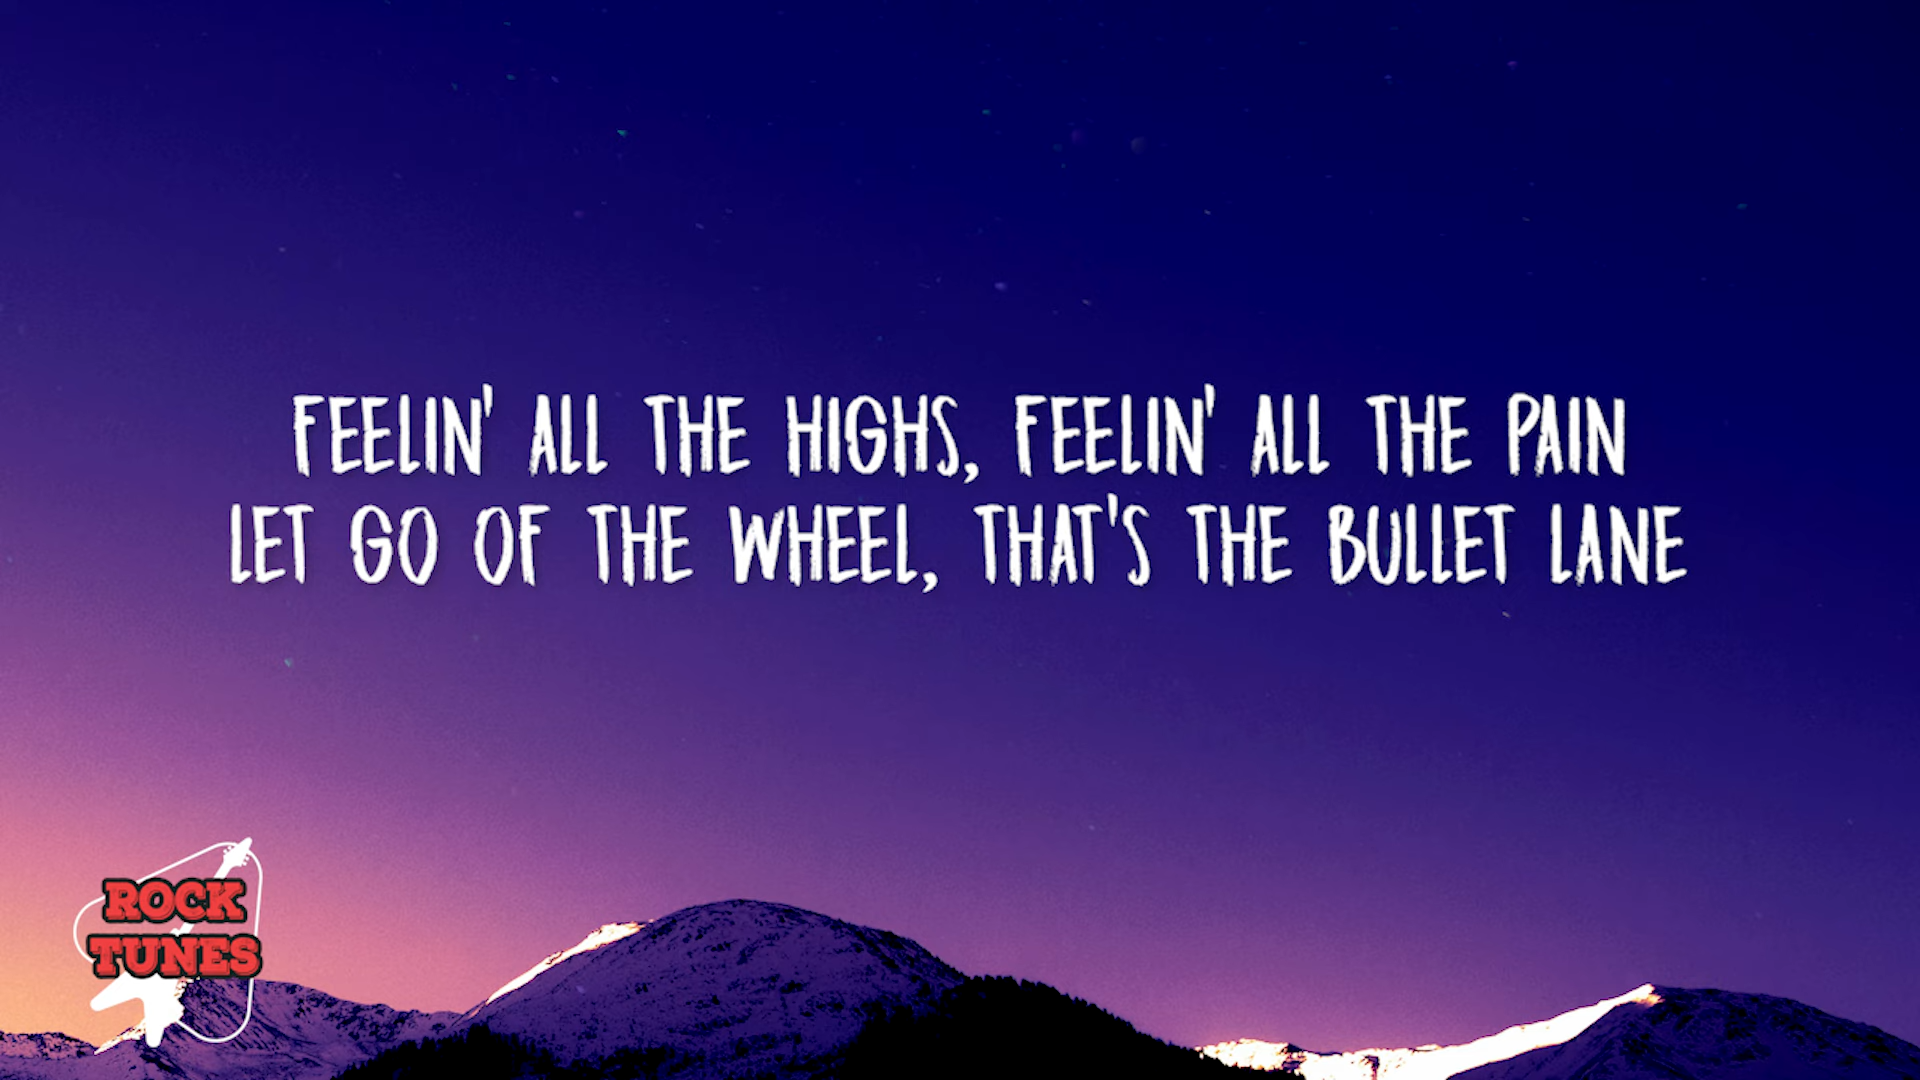 FEELIN' ALL THE HIGHS, FEELIN' ALL THE PAIN
LET GO OF THE WHEEL, THAT'S THE BULLET LANE
ROCK
TUNES